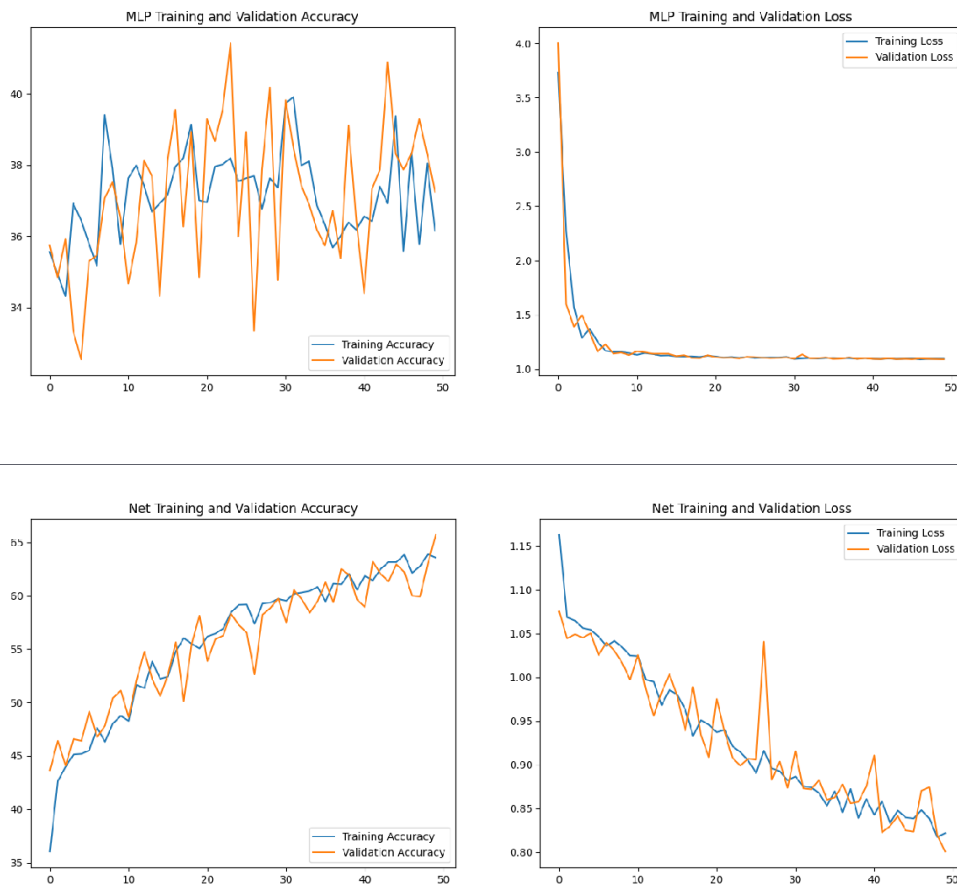 MLP Training and Validation Accuracy
40
38
36
34
0 10 20 30 40 50
Training Accuracy
Validation Accuracy
MLP Training and Validation Loss
4.0
3.5
3.0
2.5
2.0
1.5
1.0
0 10 20 30 40 50
Training Loss
Validation Loss
Net Training and Validation Accuracy
65
60
55
50
45
40
35
0 10 20 30 40 50
Training Accuracy
Validation Accuracy
Net Training and Validation Loss
1.15
1.10
1.05
1.00
0.95
0.90
0.85
0.80
0 10 20 30 40 50
Training Loss
Validation Loss